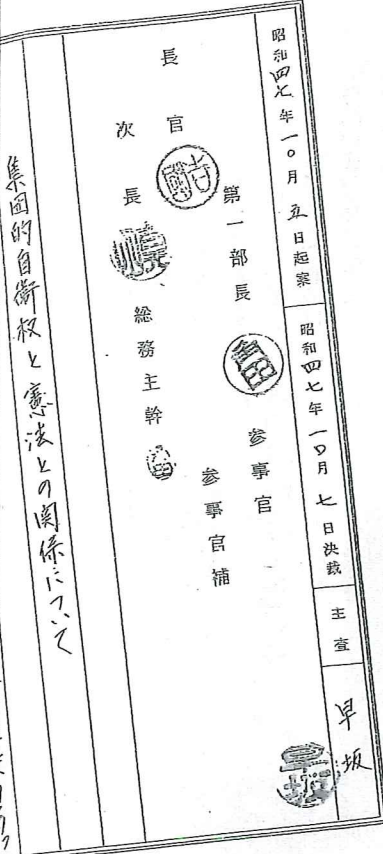 昭和四七年一〇月五日起案
昭和四七年一〇月七日決裁
主査
早坂
第一部長
参事官
参事官補
長官
次長
総務主幹
集団的自衛权と憲法との関係について